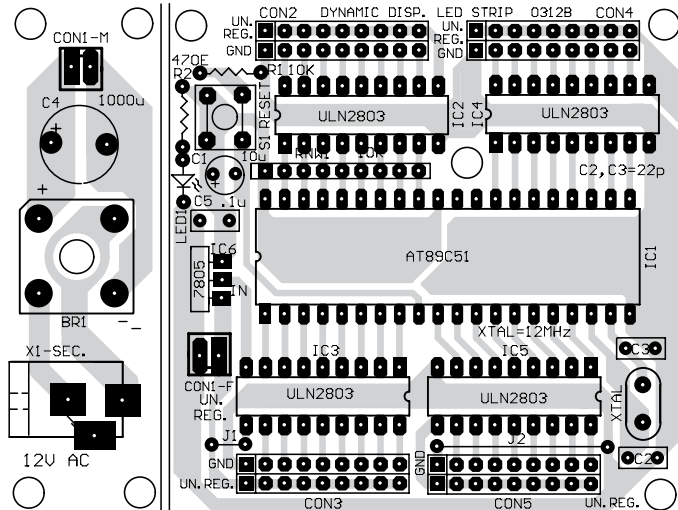 CON2 DYNAMIC DISP.
UN.
REG.
GND
LED STRIP 0312B CON4
UN.
REG.
GND
CON1-M
470E
R2
R1 10K
C4
1000u
+
S1 RESET
ULN2803
IC2
IC4
ULN2803
C1
10u
+
RNW1 10K
C2,C3=22p
+
LED1
C5 .1u
IC6
7805
IN
AT89C51
IC1
BR1
XTAL=12MHz
X1-SEC.
IC3
IC5
C3
CON1-F
UN.
REG.
ULN2803
ULN2803
XTAL
J1
J2
12V AC
GND
GND
C2
UN.REG.
CON3
CON5
UN.REG.